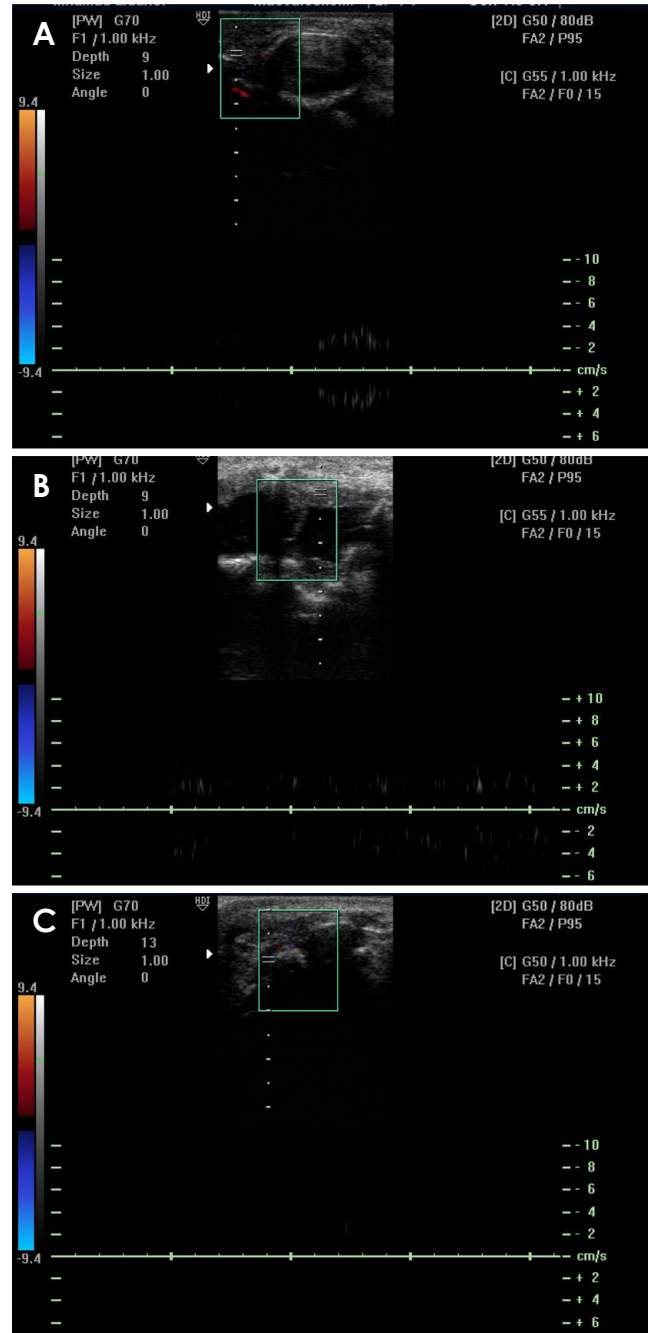 A
[PW] G70
F1 / 1.00 kHz
Depth 9
Size 1.00
Angle 0
HDI
[2D] G50 / 80dB
FA2 / P95
[C] G55 / 1.00 kHz
FA2 / F0 / 15
9.4
-9.4
- 10
- 8
- 6
- 4
- 2
cm/s
+ 2
+ 4
+ 6
B
[PW] G70
F1 / 1.00 kHz
Depth 9
Size 1.00
Angle 0
[2D] G50 / 80dB
FA2 / P95
[C] G55 / 1.00 kHz
FA2 / F0 / 15
9.4
-9.4
+ 10
+ 8
+ 6
+ 4
+ 2
cm/s
- 2
- 4
- 6
C
[PW] G70
F1 / 1.00 kHz
Depth 13
Size 1.00
Angle 0
HDI
[2D] G50 / 80dB
FA2 / P95
[C] G50 / 1.00 kHz
FA2 / F0 / 15
9.4
-9.4
- 10
- 8
- 6
- 4
- 2
cm/s
+ 2
+ 4
+ 6